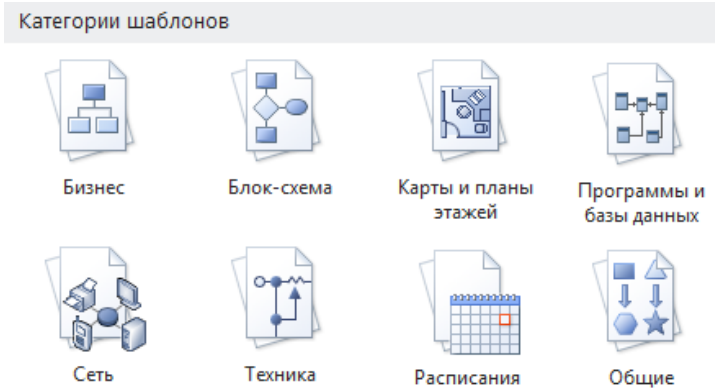 Категории шаблонов
Бизнес
Блок-схема
Карты и планы
этажей
Программы и
базы данных
Сеть
Техника
Расписания
Общие